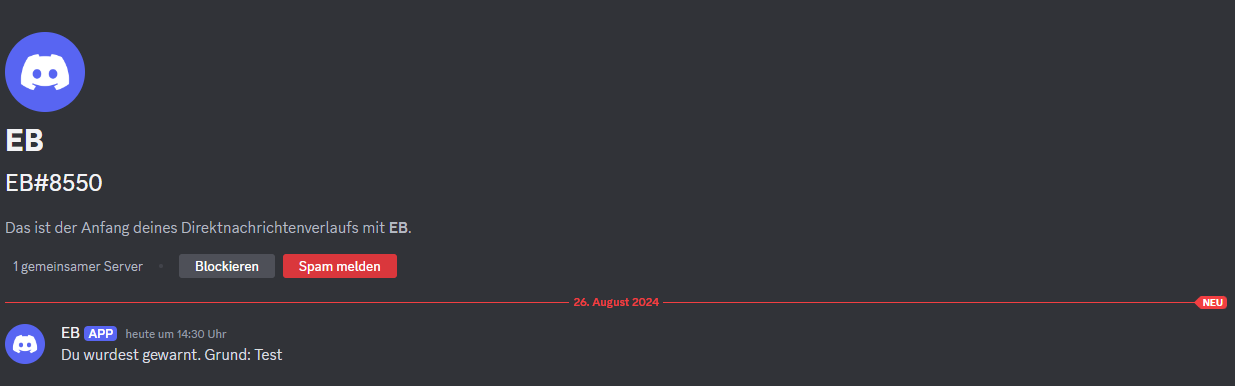 EB
EB#8550
Das ist der Anfang deines Direktnachrichtenverlaufs mit EB.
1 gemeinsamer Server • Blockieren Spam melden
26. August 2024 NEU
EB APP heute um 14:30 Uhr
Du wurdest gewarnt. Grund: Test